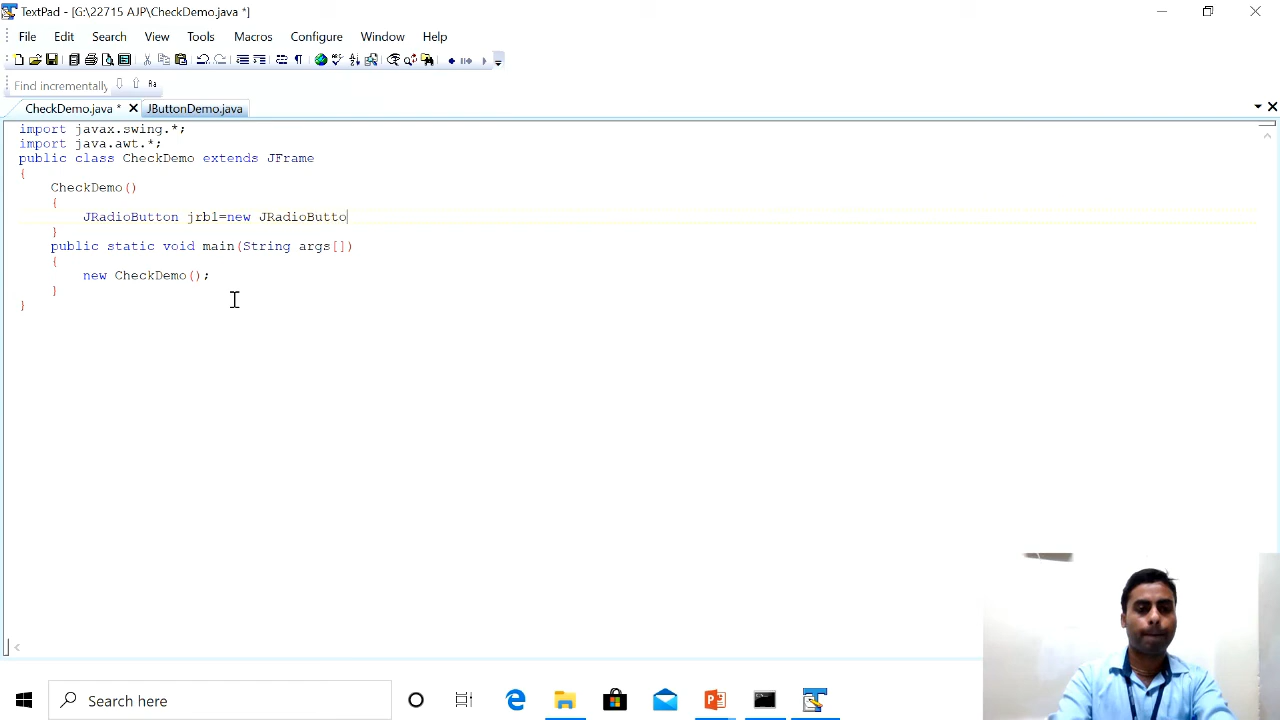 TextPad - [G:\22715 AJP\CheckDemo.java *]
File Edit Search View Tools Macros Configure Window Help
Find incrementally
CheckDemo.java * JButtonDemo.java
import javax.swing.*;
import java.awt.*;
public class CheckDemo extends JFrame
{
CheckDemo()
{
JRadioButton jrb1=new JRadioButto
}
public static void main(String args[])
{
new CheckDemo();
}
}
Search here